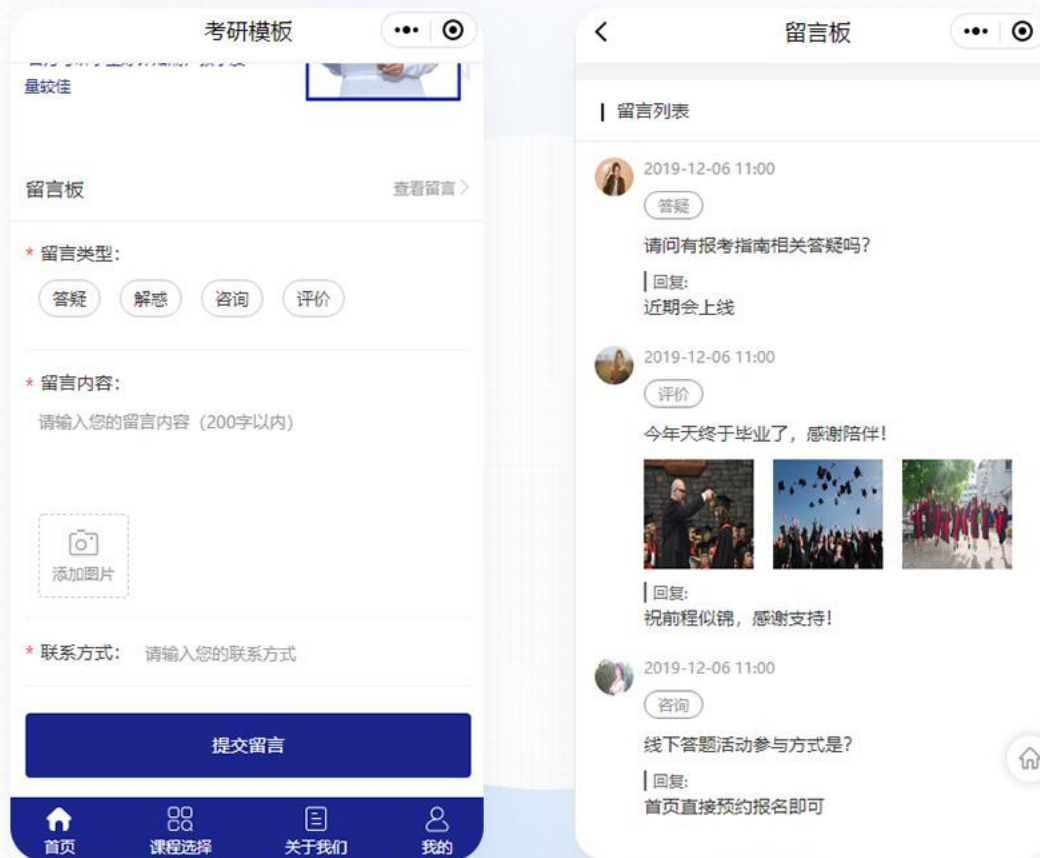 考研模板
量较佳
留言板
查看留言
* 留言类型：
答疑
解惑
咨询
评价
* 留言内容：
请输入您的留言内容（200字以内）
添加图片
* 联系方式：
请输入您的联系方式
提交留言
首页
课程选择
关于我们
我的
留言板
留言列表
2019-12-06 11:00
答疑
请问有报考指南相关答疑吗？
回复:
近期会上线
2019-12-06 11:00
评价
今年天终于毕业了，感谢陪伴！
回复:
祝前程似锦，感谢支持！
2019-12-06 11:00
咨询
线下答题活动参与方式是？
回复:
首页直接预约报名即可